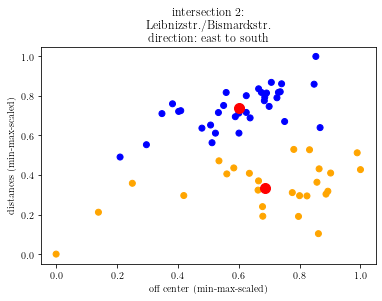 intersection 2:
Leibnizstr./Bismarckstr.
direction: east to south
distances (min-max-scaled)
1.0
0.8
0.6
0.4
0.2
0.0
0.0 0.2 0.4 0.6 0.8 1.0
off center (min-max-scaled)